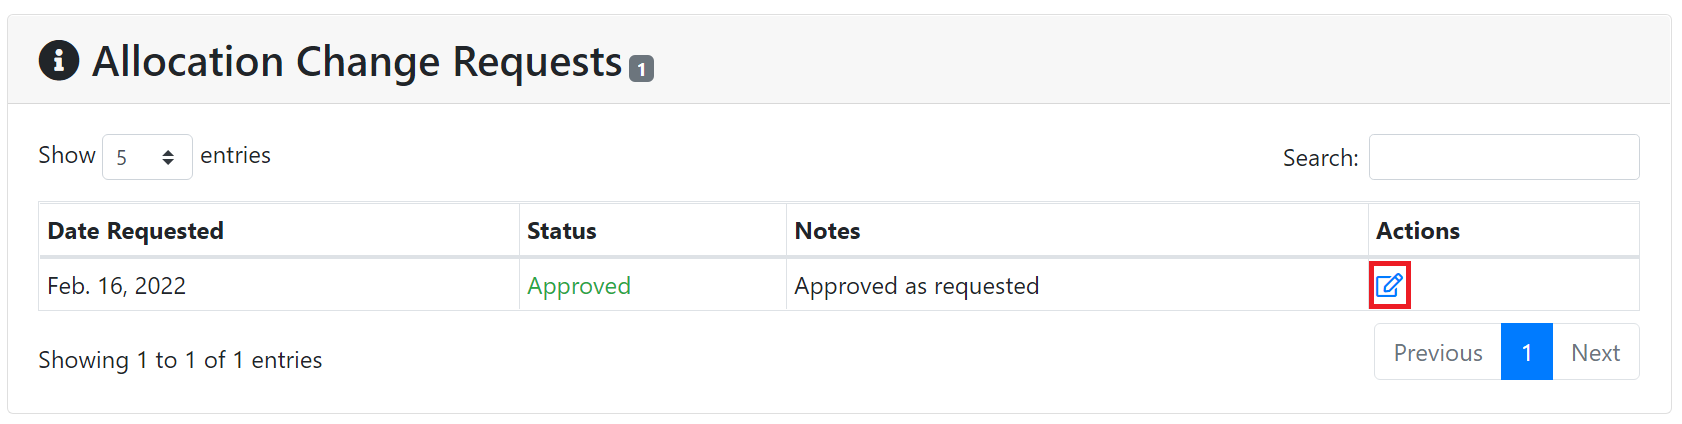 Allocation Change Requests 1
Show 5 entries
Search:
Date Requested Status Notes Actions
Feb. 16, 2022 Approved Approved as requested
Showing 1 to 1 of 1 entries
Previous 1 Next